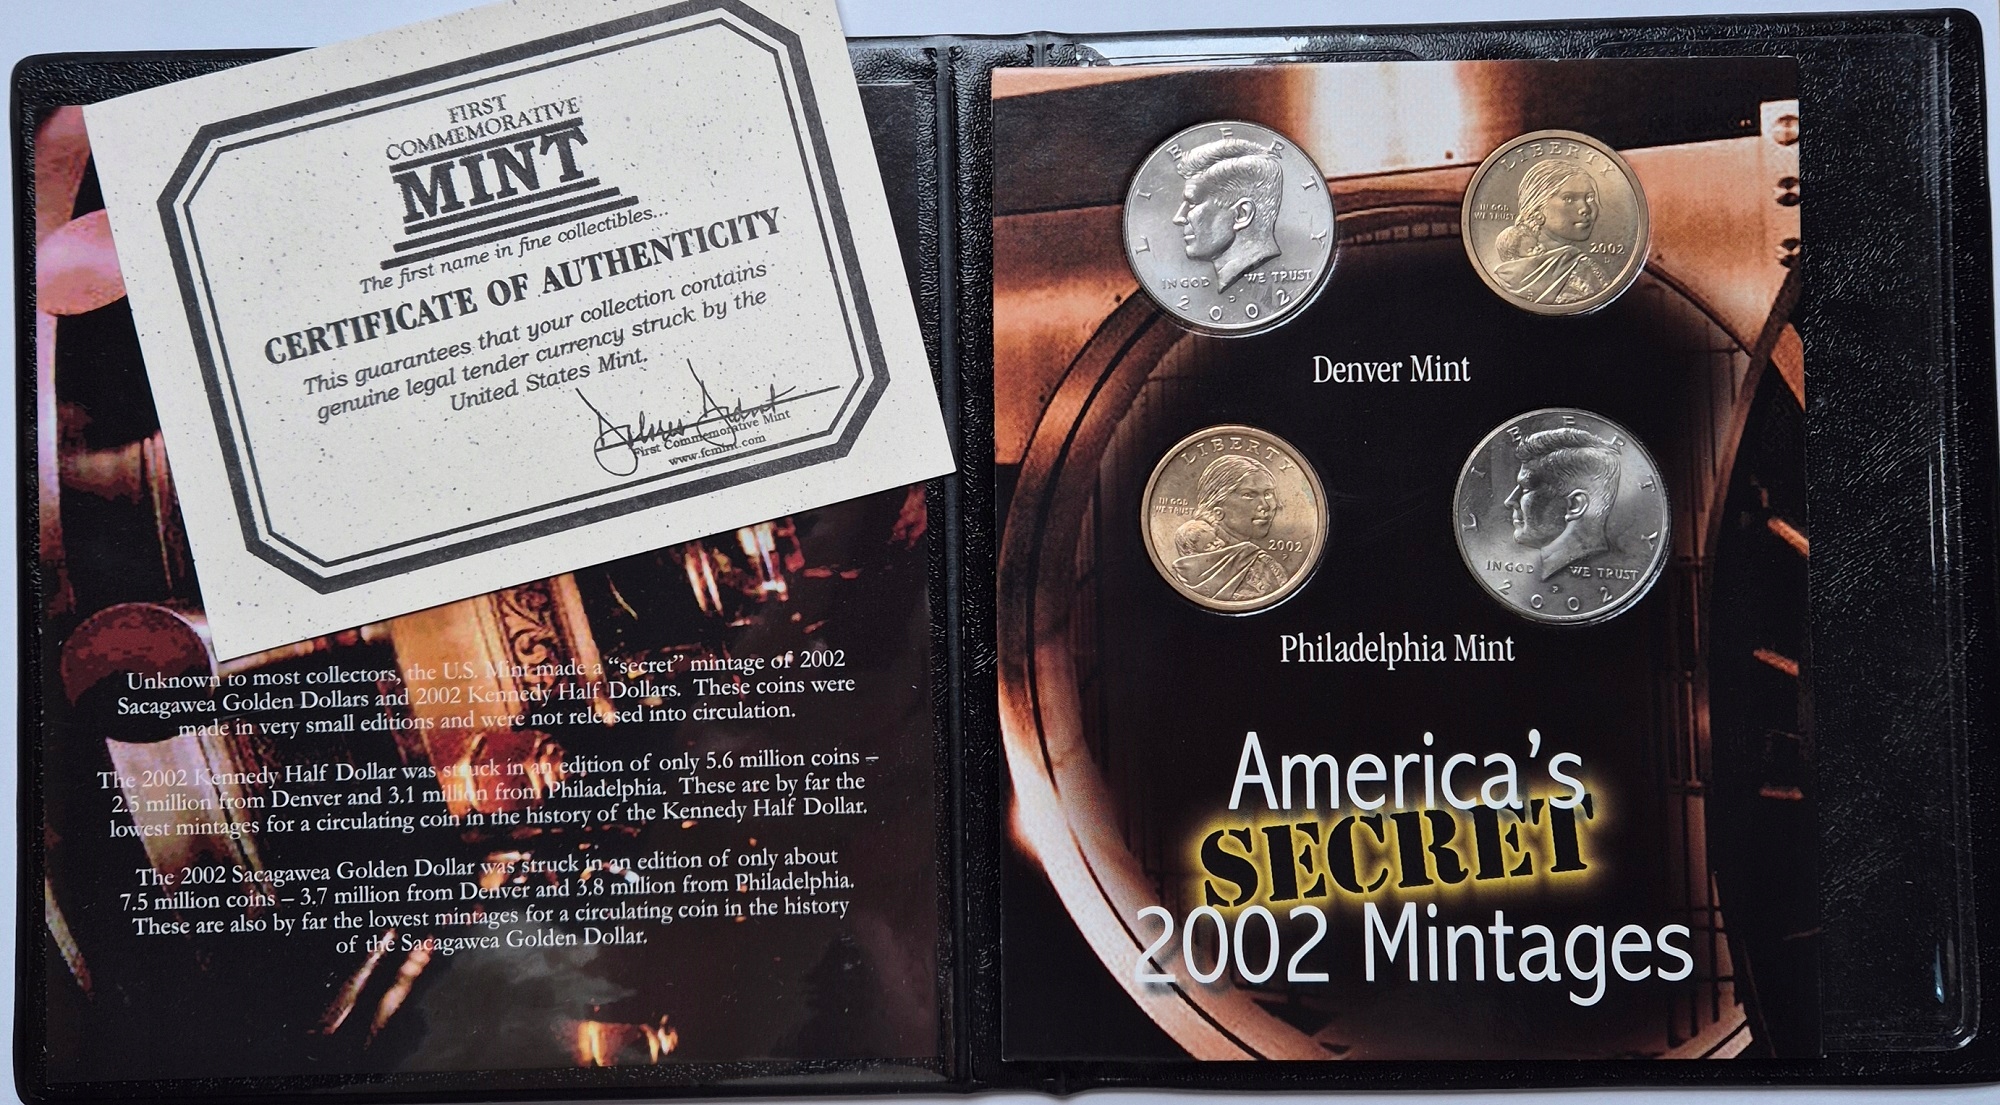 FIRST
COMMEMORATIVE
MINT
The first name in fine collectibles...
CERTIFICATE OF AUTHENTICITY
This guarantees that your collection contains
genuine legal tender currency struck by the
United States Mint.
First Commemorative Mint
www.fcmint.com
Unknown to most collectors, the U.S. Mint made a “secret” mintage of 2002
Sacagawea Golden Dollars and 2002 Kennedy Half Dollars. These coins were
made in very small editions and were not released into circulation.
The 2002 Kennedy Half Dollar was struck in an edition of only 5.6 million coins –
2.5 million from Denver and 3.1 million from Philadelphia. These are by far the
lowest mintages for a circulating coin in the history of the Kennedy Half Dollar.
The 2002 Sacagawea Golden Dollar was struck in an edition of only about
7.5 million coins – 3.7 million from Denver and 3.8 million from Philadelphia.
These are also by far the lowest mintages for a circulating coin in the history
of the Sacagawea Golden Dollar.
LIBERTY
IN GOD WE TRUST
D
2002
LIBERTY
IN GOD
WE TRUST
2002
D
Denver Mint
LIBERTY
IN GOD
WE TRUST
2002
P
LIBERTY
IN GOD WE TRUST
P
2002
Philadelphia Mint
America's
SECRET
2002 Mintages